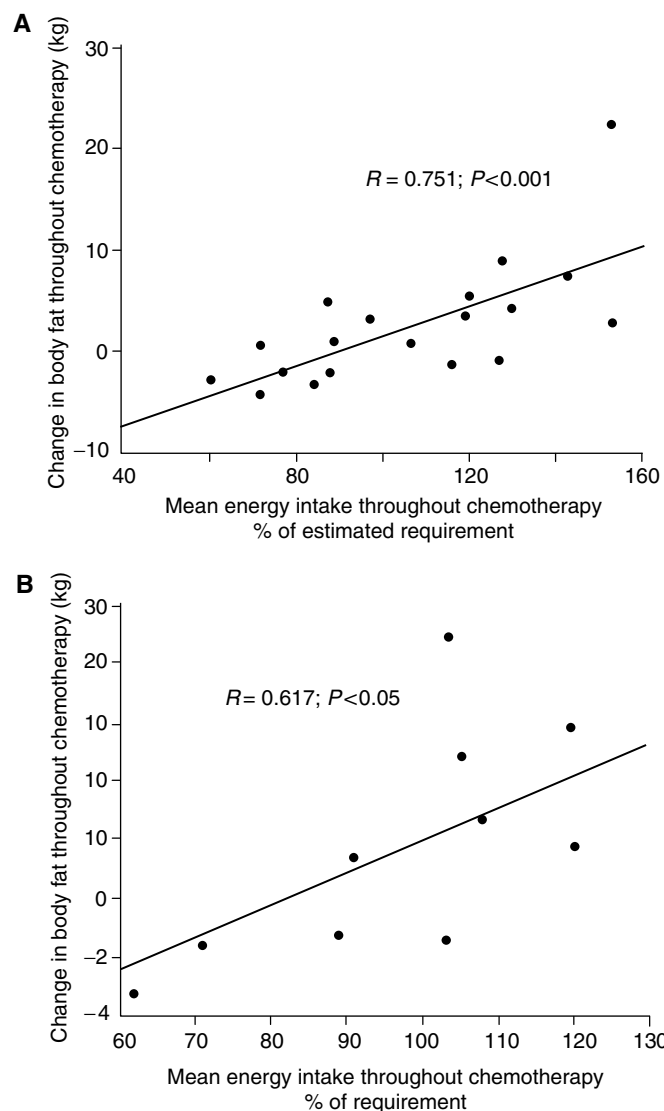 A
Change in body fat throughout chemotherapy (kg)
30
20
10
0
−10
R = 0.751; P<0.001
40
80
120
160
Mean energy intake throughout chemotherapy
% of estimated requirement
B
Change in body fat throughout chemotherapy (kg)
30
20
10
10
10
0
−2
−4
R= 0.617; P<0.05
60
70
80
90
100
110
120
130
Mean energy intake throughout chemotherapy
% of requirement